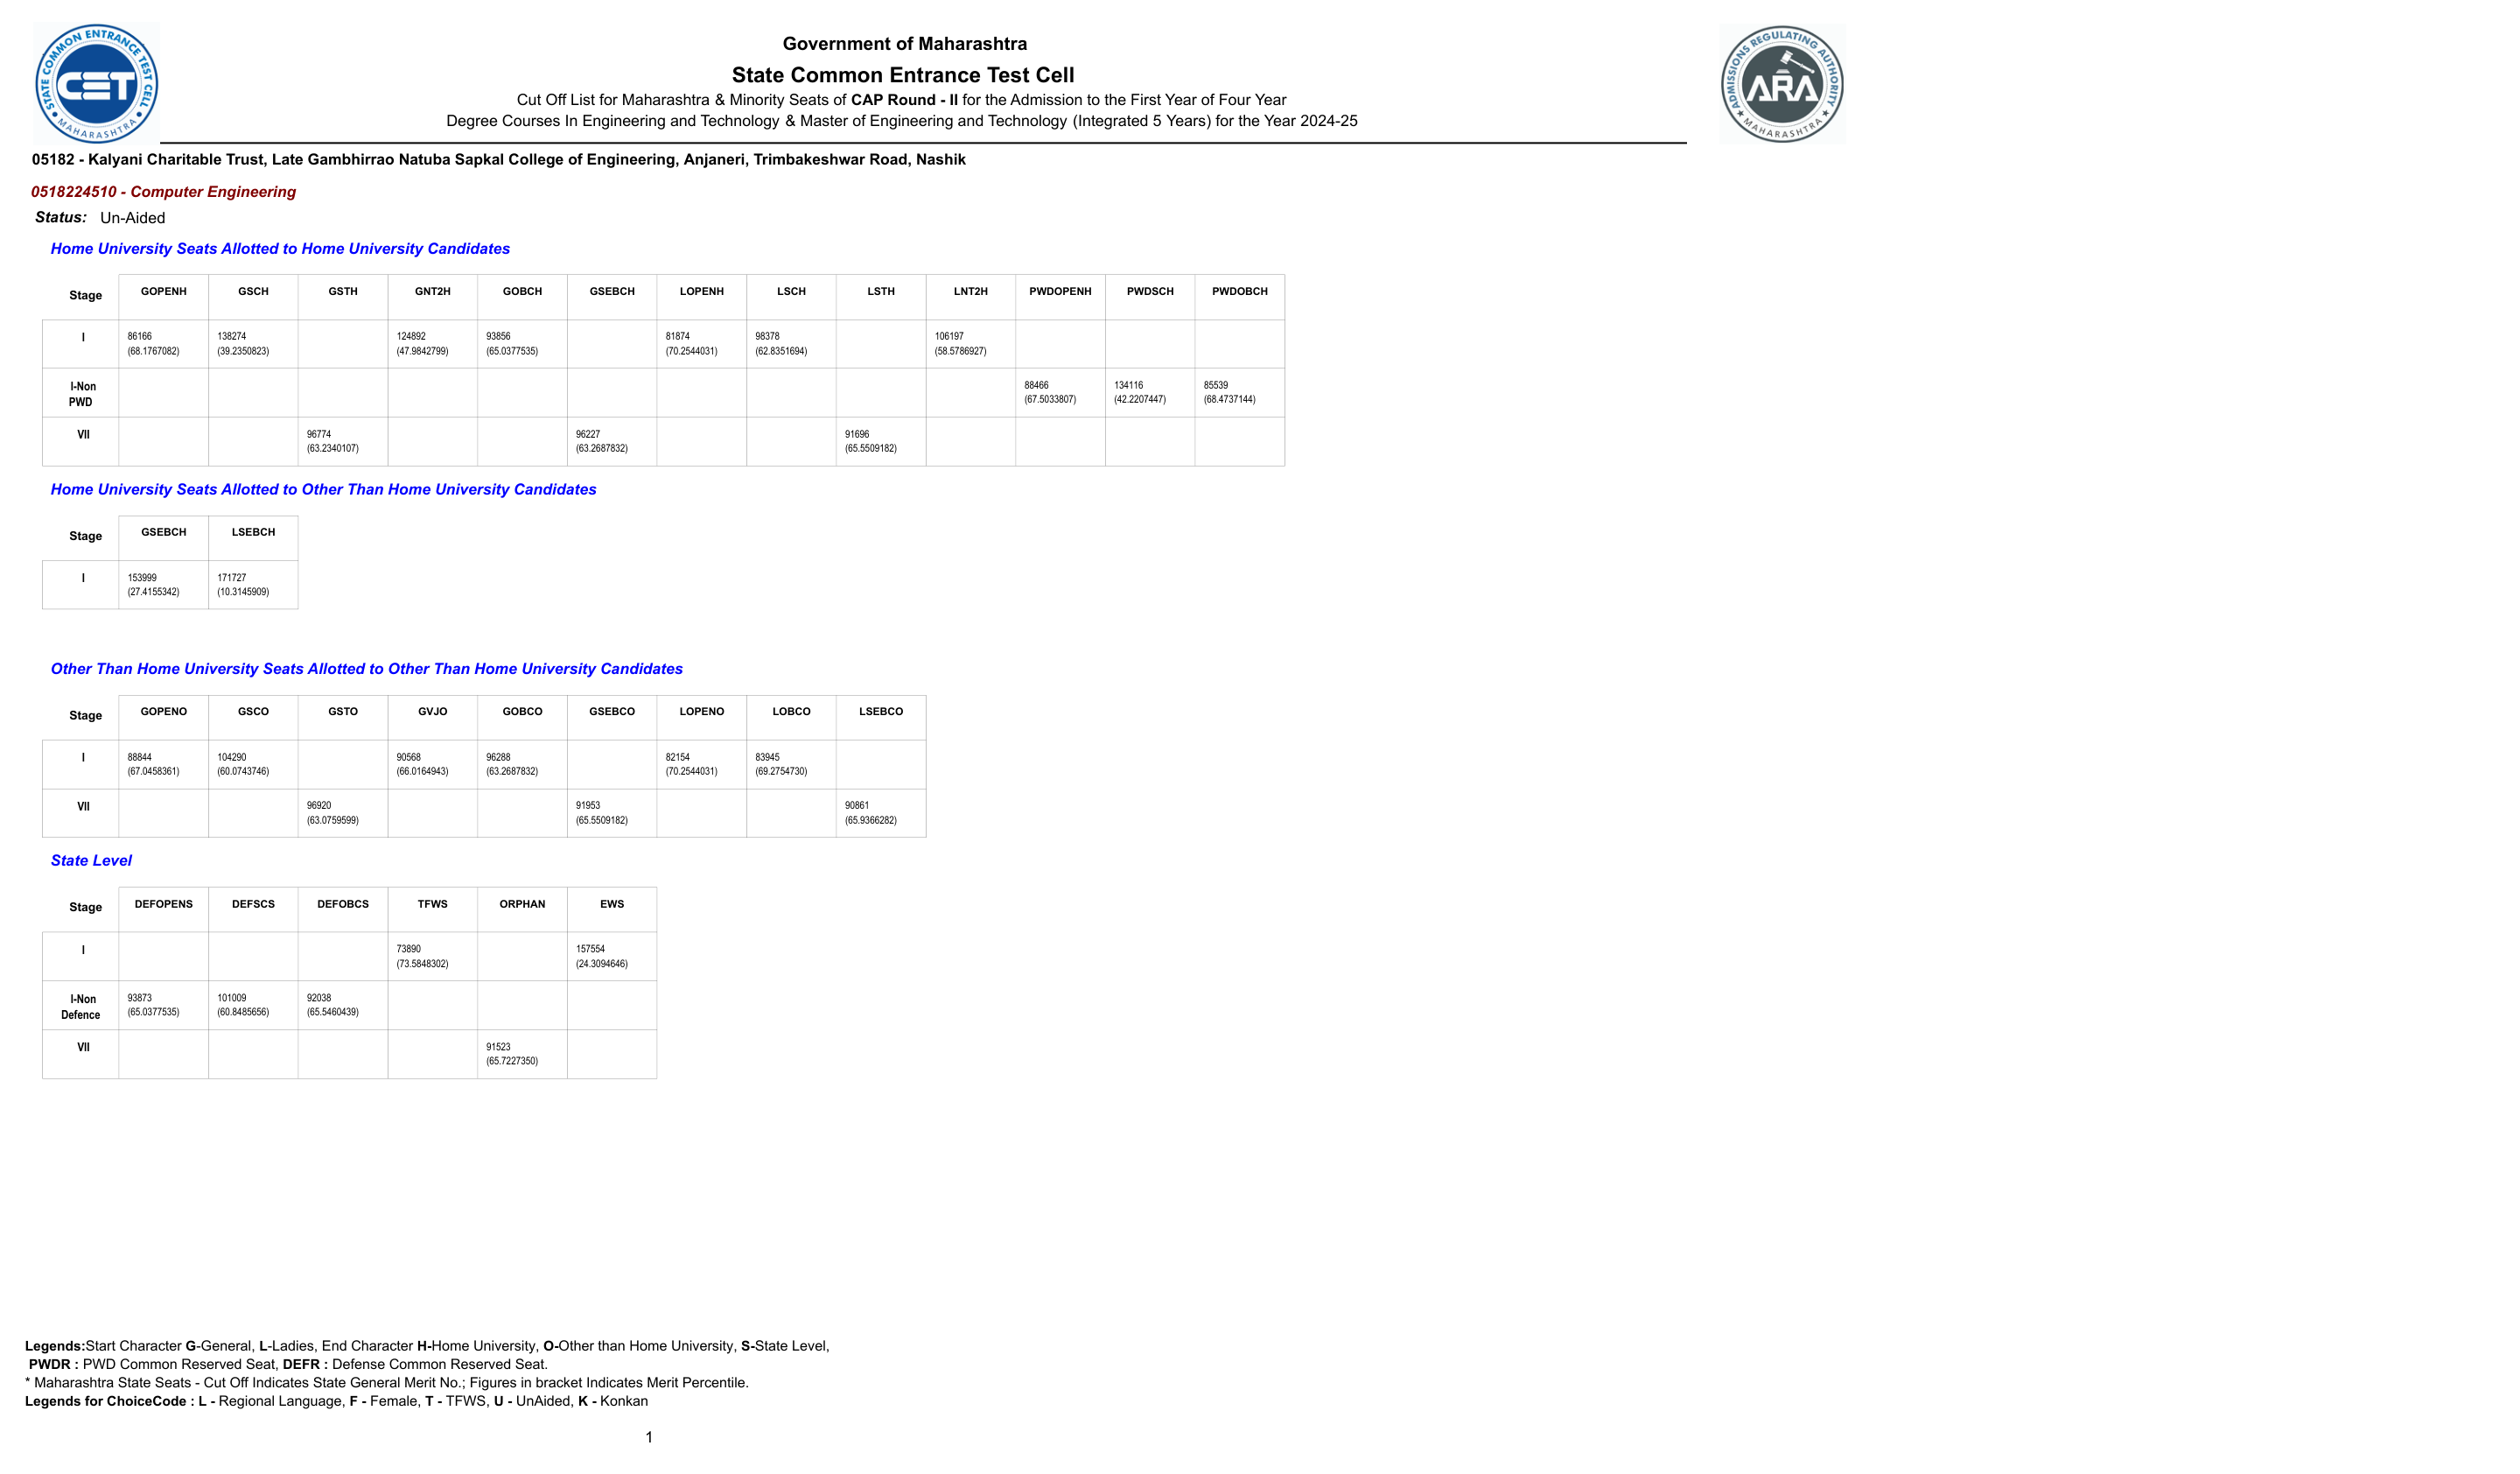 STATE COMMON ENTRANCE TEST CELL
CET
MAHARASHTRA
Government of Maharashtra
State Common Entrance Test Cell
Cut Off List for Maharashtra & Minority Seats of CAP Round - II for the Admission to the First Year of Four Year
Degree Courses In Engineering and Technology & Master of Engineering and Technology (Integrated 5 Years) for the Year 2024-25
ADMISSIONS REGULATING AUTHORITY
ARA
MAHARASHTRA
05182 - Kalyani Charitable Trust, Late Gambhirrao Natuba Sapkal College of Engineering, Anjaneri, Trimbakeshwar Road, Nashik
0518224510 - Computer Engineering
Status: Un-Aided
Home University Seats Allotted to Home University Candidates
Stage GOPENH GSCH GSTH GNT2H GOBCH GSEBCH LOPENH LSCH LSTH LNT2H PWDOPENH PWDSCH PWDOBCH
I 86166 138274 124892 93856 81874 98378 106197
(68.1767082) (39.2350823) (47.9842799) (65.0377535) (70.2544031) (62.8351694) (58.5786927)
I-Non 88466 134116 85539
PWD (67.5033807) (42.2207447) (68.4737144)
VII 96774 96227 91696
(63.2340107) (63.2687832) (65.5509182)
Home University Seats Allotted to Other Than Home University Candidates
Stage GSEBCH LSEBCH
I 153999 171727
(27.4155342) (10.3145909)
Other Than Home University Seats Allotted to Other Than Home University Candidates
Stage GOPENO GSCO GSTO GVJO GOBCO GSEBCO LOPENO LOBCO LSEBCO
I 88844 104290 90568 96288 82154 83945
(67.0458361) (60.0743746) (66.0164943) (63.2687832) (70.2544031) (69.2754730)
VII 96920 91953 90861
(63.0759599) (65.5509182) (65.9366282)
State Level
Stage DEFOPENS DEFSCS DEFOBCS TFWS ORPHAN EWS
I 73890 157554
(73.5848302) (24.3094646)
I-Non 93873 101009 92038
Defence (65.0377535) (60.8485656) (65.5460439)
VII 91523
(65.7227350)
Legends:Start Character G-General, L-Ladies, End Character H-Home University, O-Other than Home University, S-State Level,
PWDR : PWD Common Reserved Seat, DEFR : Defense Common Reserved Seat.
* Maharashtra State Seats - Cut Off Indicates State General Merit No.; Figures in bracket Indicates Merit Percentile.
Legends for ChoiceCode : L - Regional Language, F - Female, T - TFWS, U - UnAided, K - Konkan
1